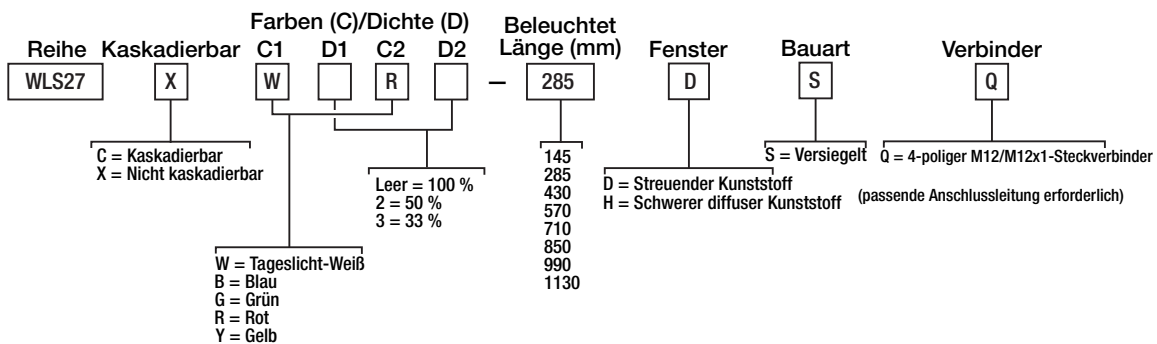 Farben (C)/Dichte (D)
Beleuchtet
Länge (mm)
Reihe Kaskadierbar C1 D1 C2 D2 Fenster Bauart Verbinder
WLS27 X W R – 285 D S Q
C = Kaskadierbar
X = Nicht kaskadierbar
W = Tageslicht-Weiß
B = Blau
G = Grün
R = Rot
Y = Gelb
Leer = 100 %
2 = 50 %
3 = 33 %
145
285
430
570
710
850
990
1130
D = Streuender Kunststoff
H = Schwerer diffuser Kunststoff
S = Versiegelt
Q = 4-poliger M12/M12x1-Steckverbinder
(passende Anschlussleitung erforderlich)